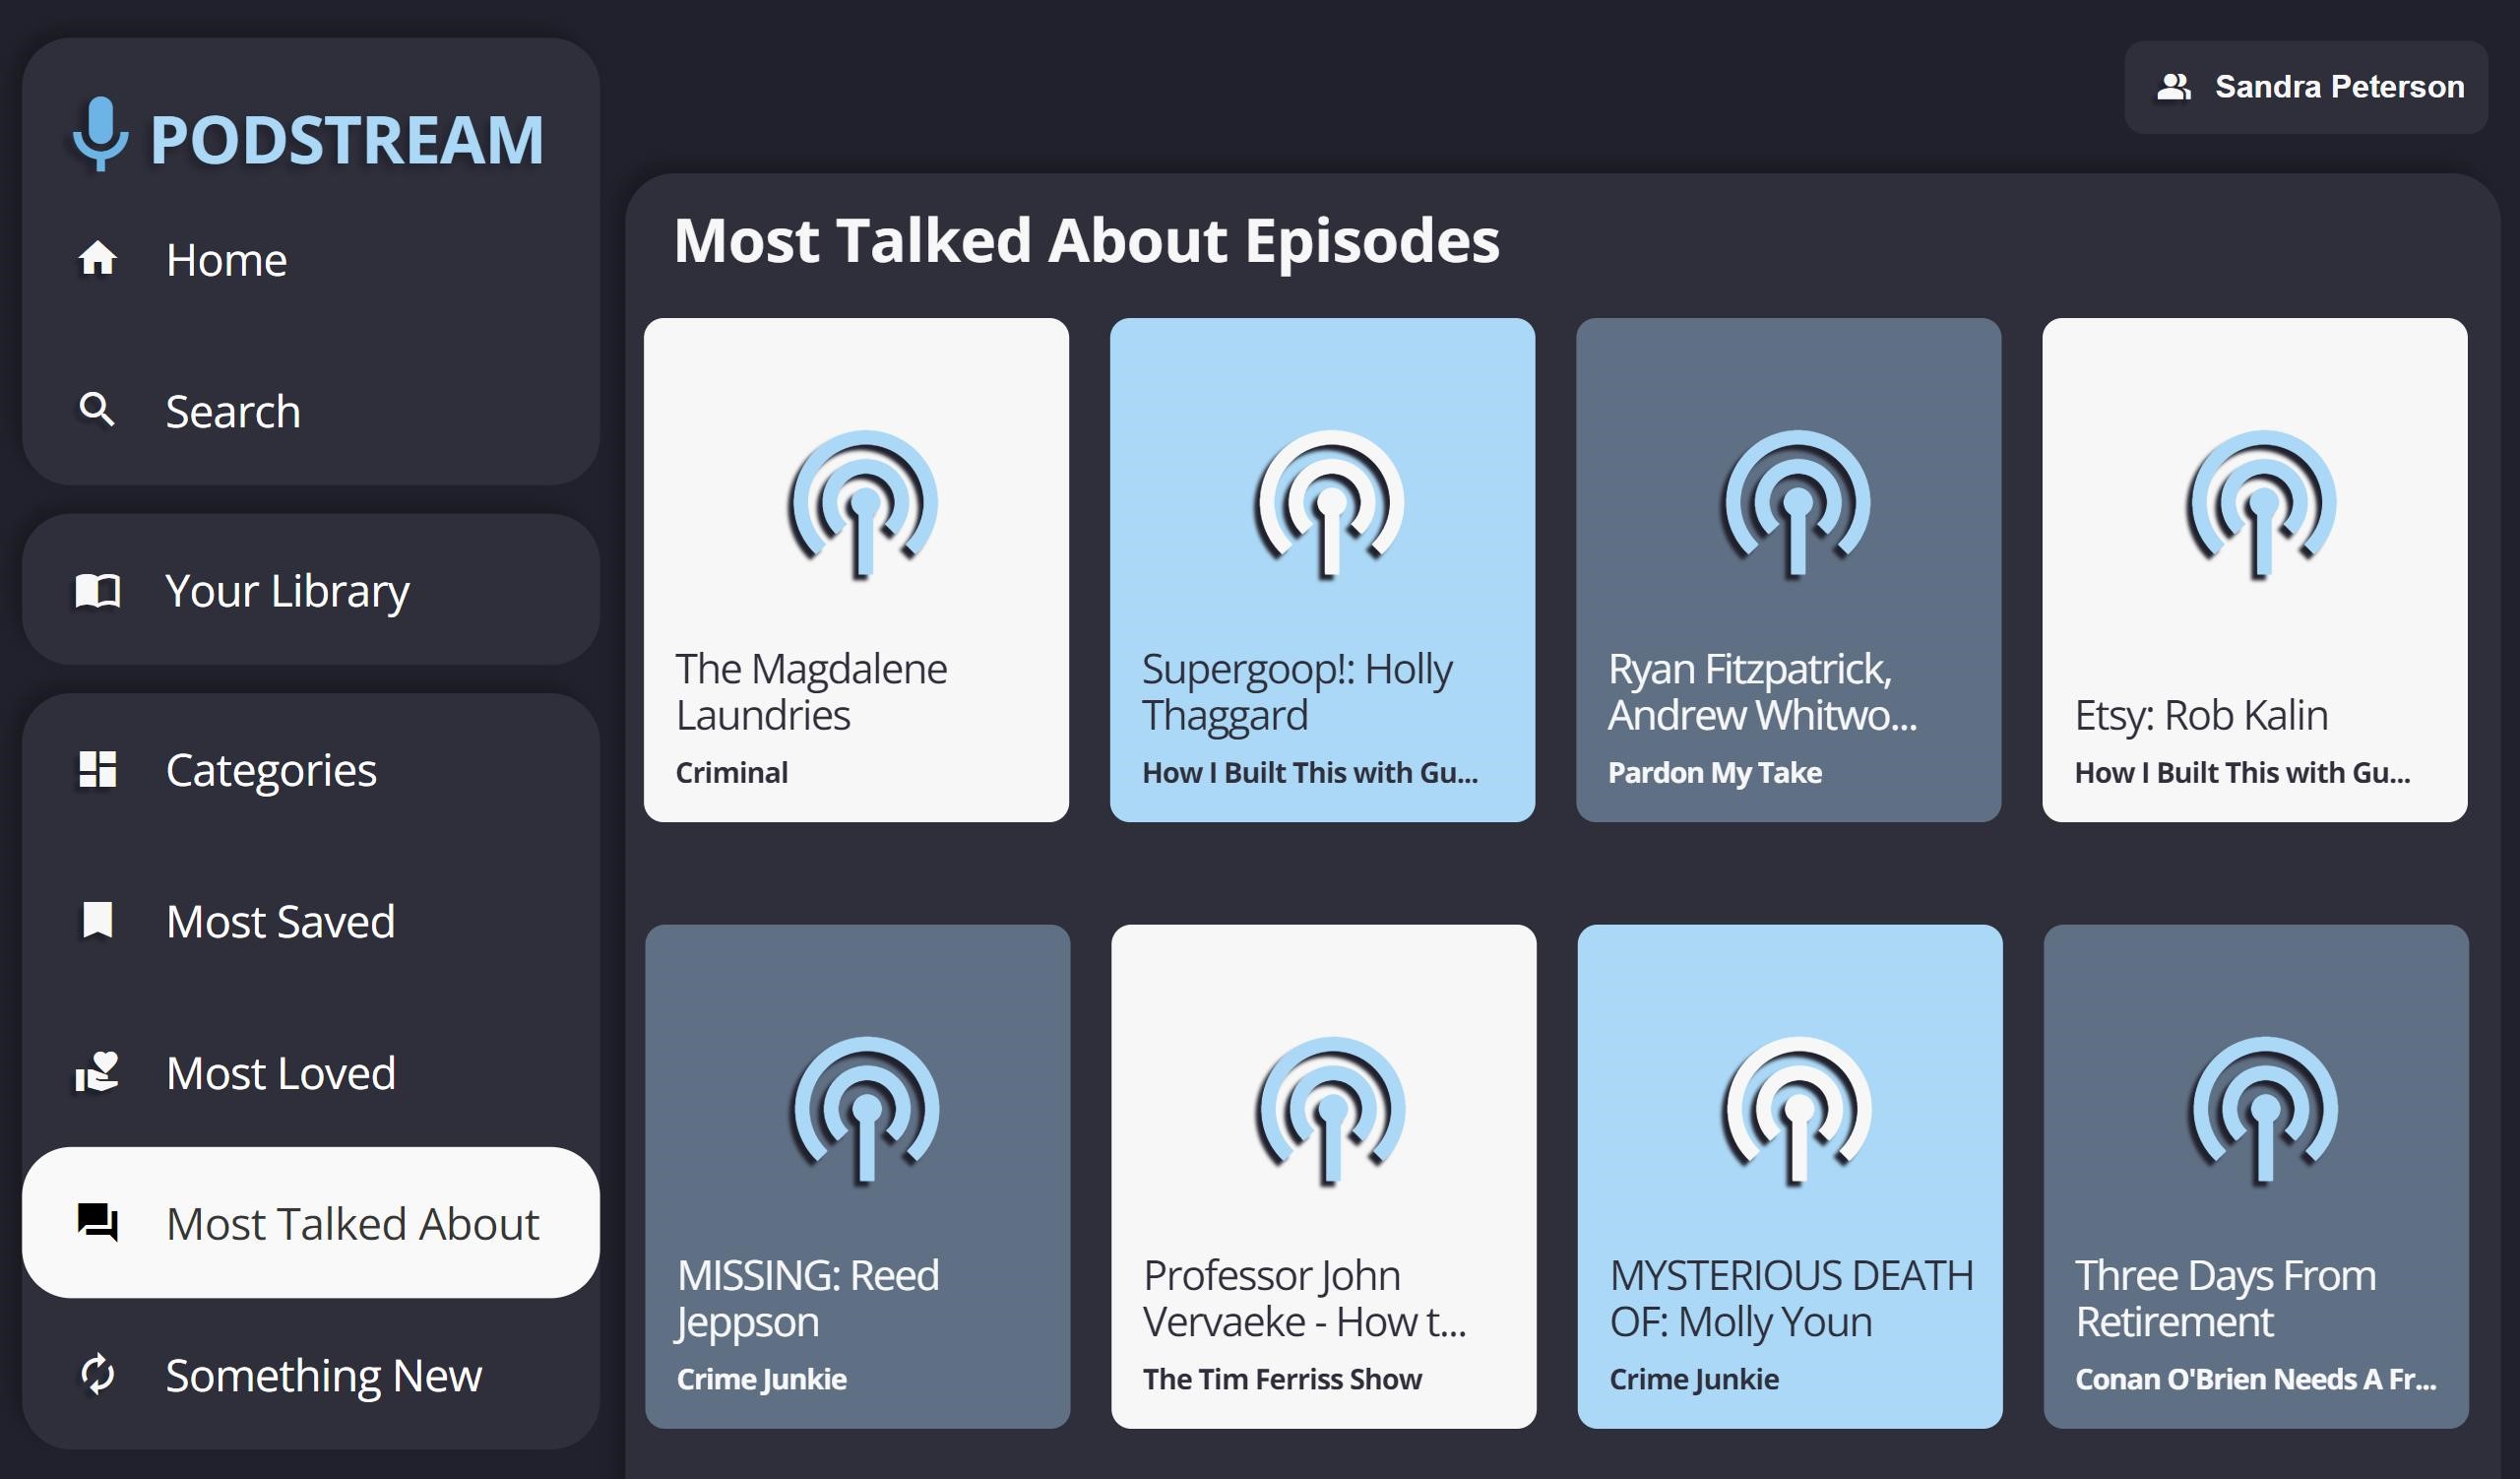 PODSTREAM
Home
Search
Your Library
Categories
Most Saved
Most Loved
Most Talked About
Something New
Sandra Peterson
Most Talked About Episodes
The Magdalene
Laundries
Criminal
Supergoop!: Holly
Thaggard
How I Built This with Gu...
Ryan Fitzpatrick,
Andrew Whitwo...
Pardon My Take
Etsy: Rob Kalin
How I Built This with Gu...
MISSING: Reed
Jeppson
Crime Junkie
Professor John
Vervaeke - How t...
The Tim Ferriss Show
MYSTERIOUS DEATH
OF: Molly Youn
Crime Junkie
Three Days From
Retirement
Conan O'Brien Needs A Fr...